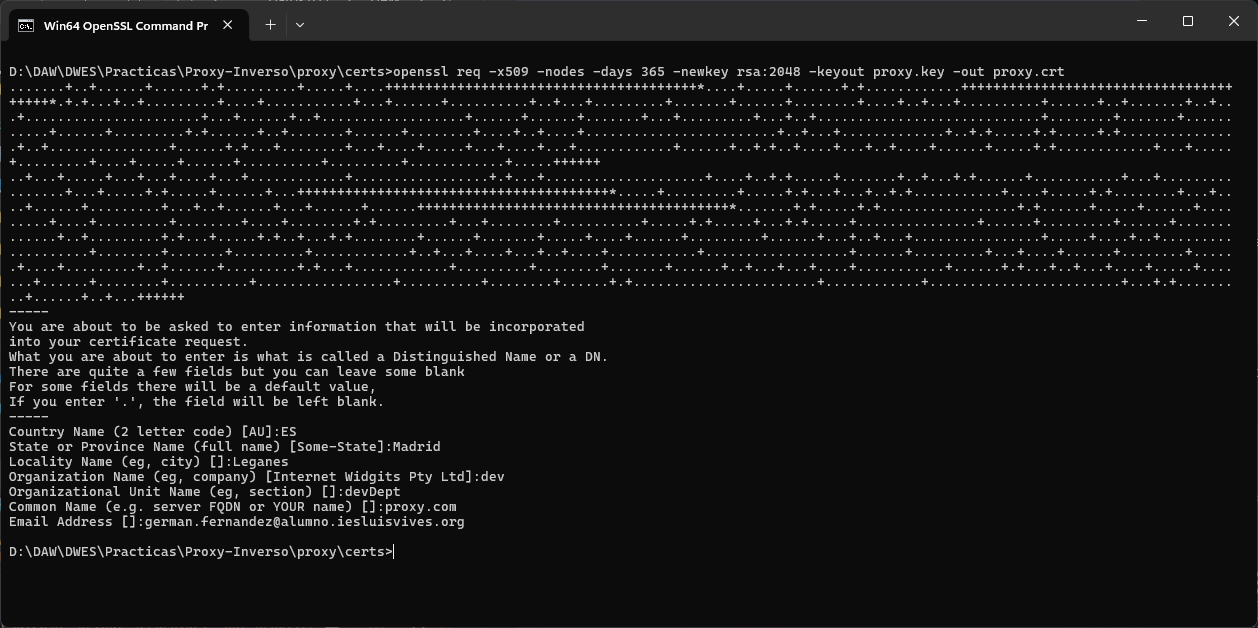 Win64 OpenSSL Command Pr
D:\DAW\DWES\Practicas\Proxy-Inverso\proxy\certs>openssl req -x509 -nodes -days 365 -newkey rsa:2048 -keyout proxy.key -out proxy.crt
-----
You are about to be asked to enter information that will be incorporated
into your certificate request.
What you are about to enter is what is called a Distinguished Name or a DN.
There are quite a few fields but you can leave some blank
For some fields there will be a default value,
If you enter '.', the field will be left blank.
-----
Country Name (2 letter code) [AU]:ES
State or Province Name (full name) [Some-State]:Madrid
Locality Name (eg, city) []:Leganes
Organization Name (eg, company) [Internet Widgits Pty Ltd]:dev
Organizational Unit Name (eg, section) []:devDept
Common Name (e.g. server FQDN or YOUR name) []:proxy.com
Email Address []:german.fernandez@alumno.iesluisvives.org
D:\DAW\DWES\Practicas\Proxy-Inverso\proxy\certs>